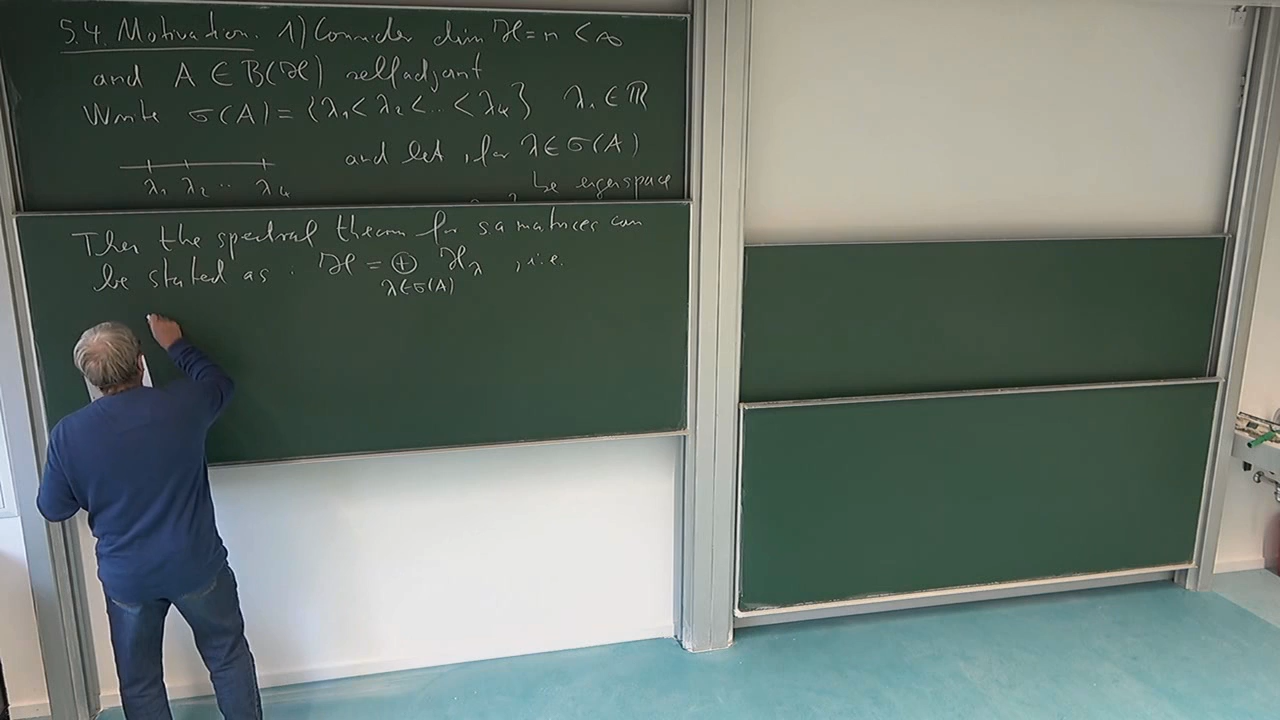 5.4. Motivation. 1) Consider dim ℋ = n < ∞
and A ∈ B(ℋ) selfadjoint
Write σ(A) = {λ₁ < λ₂ < .. < λₖ} λᵢ ∈ ℝ
and let, for λ ∈ σ(A)
λ₁ λ₂ .. λₖ
be eigenspace
Then the spectral theorem for s a matrices can
be stated as : ℋ = ⊕ ℋ_λ , i.e.
λ ∈ σ(A)